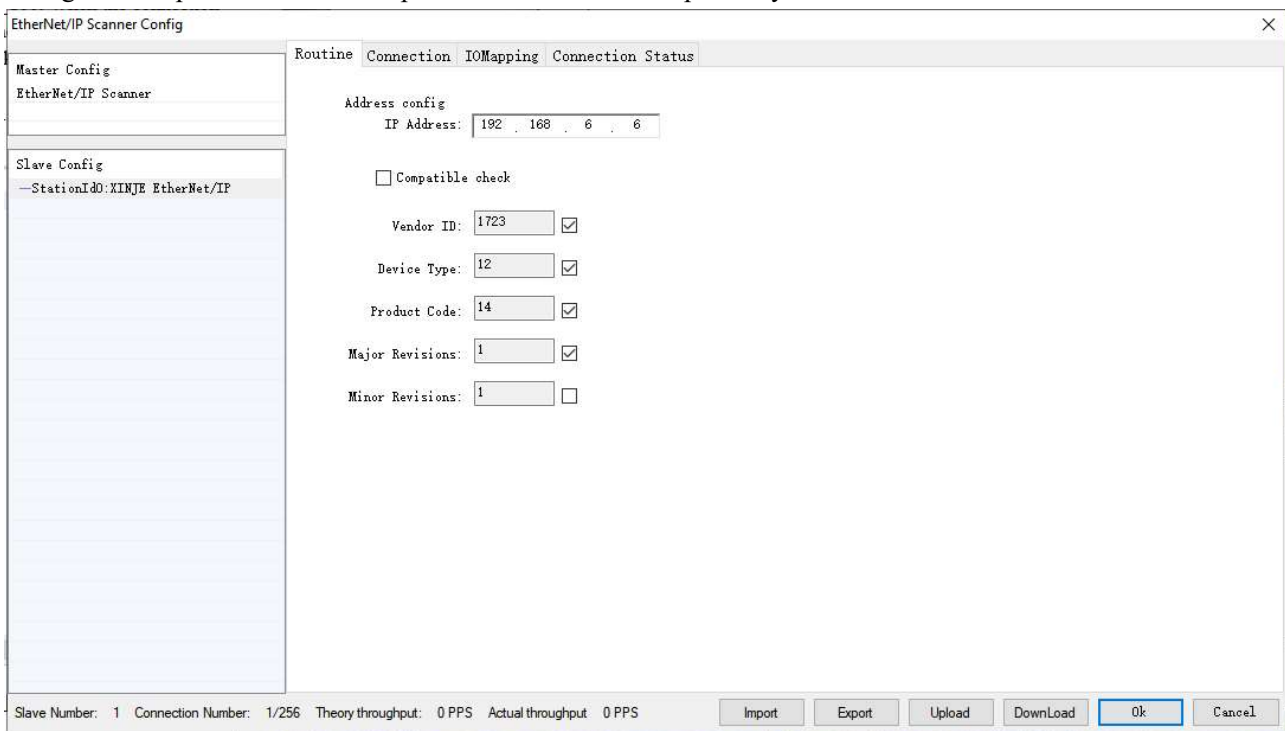 EtherNet/IP Scanner Config
Routine Connection IOMapping Connection Status
Master Config
EtherNet/IP Scanner
Slave Config
—StationId0:XINJE EtherNet/IP
Address config
IP Address: 192 . 168 . 6 . 6
Compatible check
Vendor ID: 1723
Device Type: 12
Product Code: 14
Major Revisions: 1
Minor Revisions: 1
Slave Number: 1 Connection Number: 1/256 Theory throughput: 0 PPS Actual throughput 0 PPS Import Export Upload DownLoad Ok Cancel